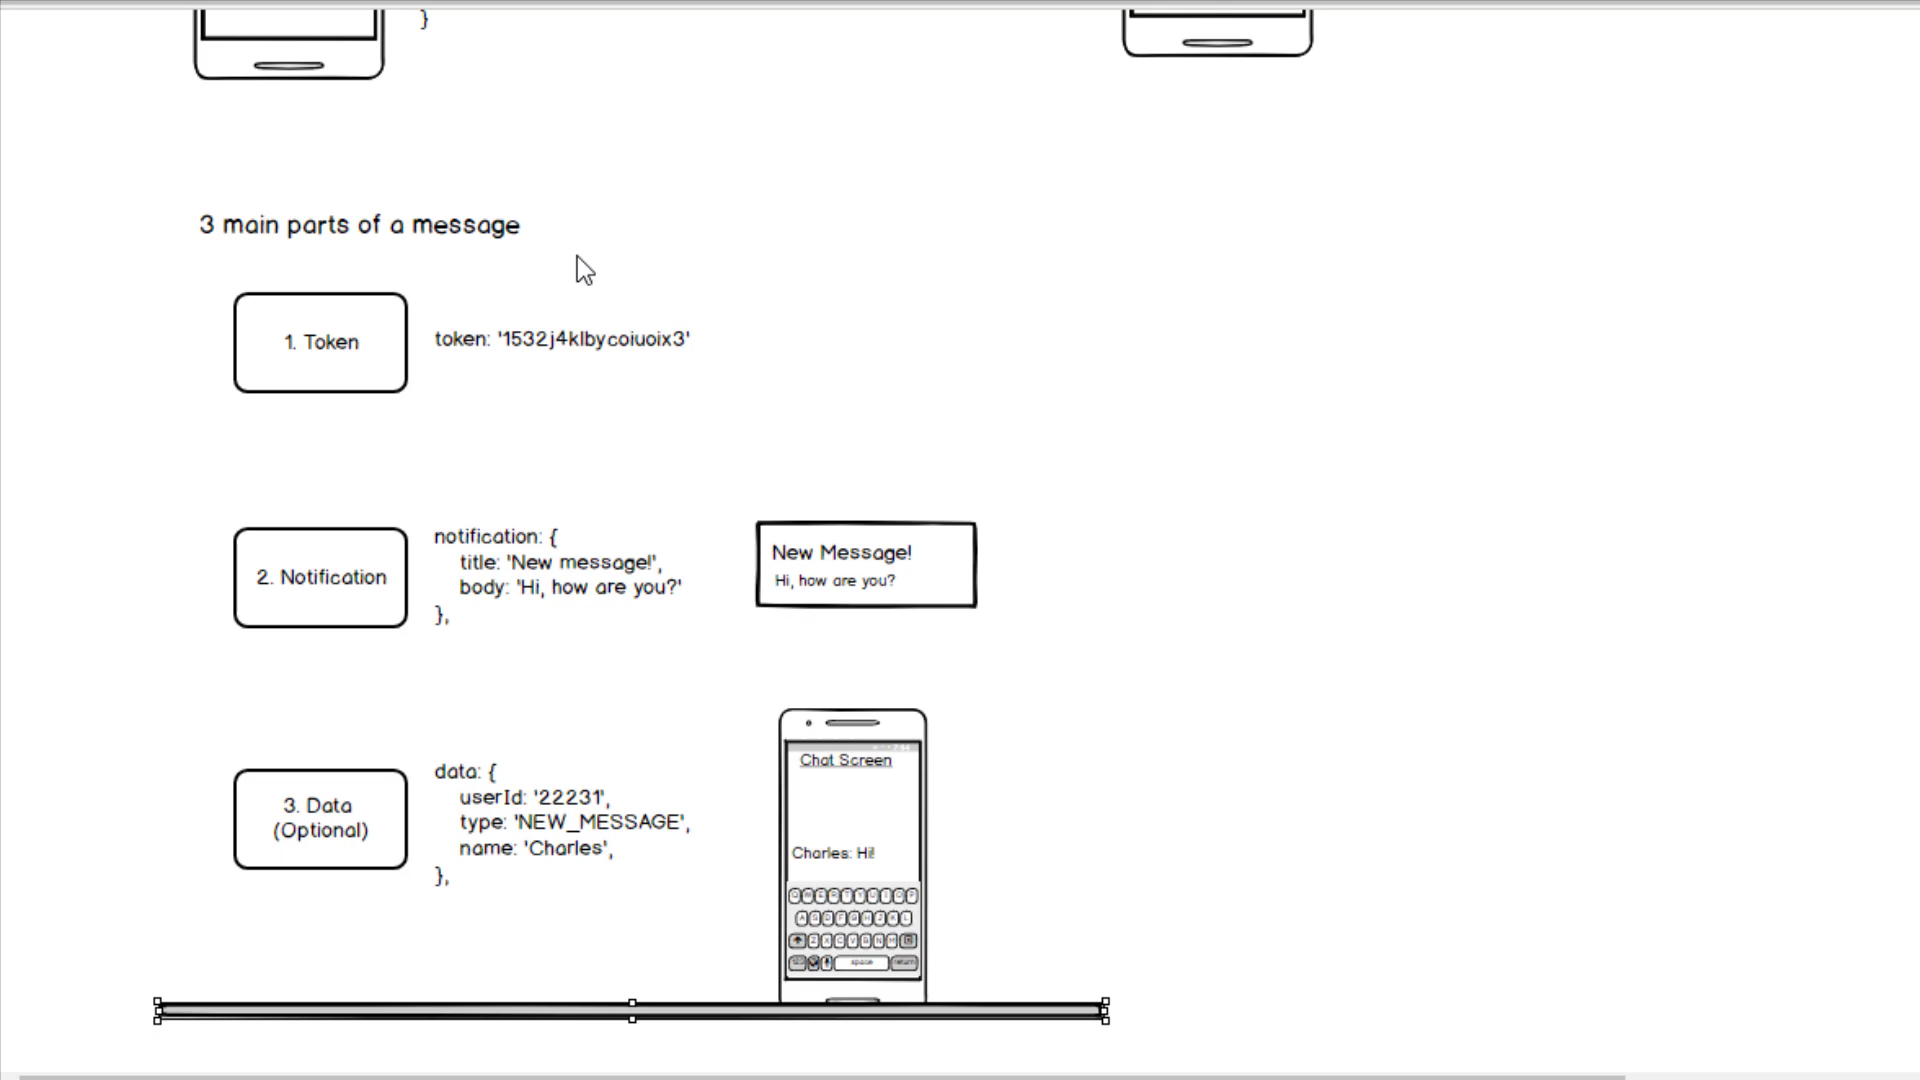 }
3 main parts of a message
1. Token
token: '1532j4klbycoiuoix3'
2. Notification
notification: {
title: 'New message!',
body: 'Hi, how are you?'
},
New Message!
Hi, how are you?
3. Data
(Optional)
data: {
userId: '22231',
type: 'NEW_MESSAGE',
name: 'Charles',
},
Chat Screen
Charles: Hi!
Q W E R T Y U I O P
A S D F G H J K L
Z X C V B N M
space return